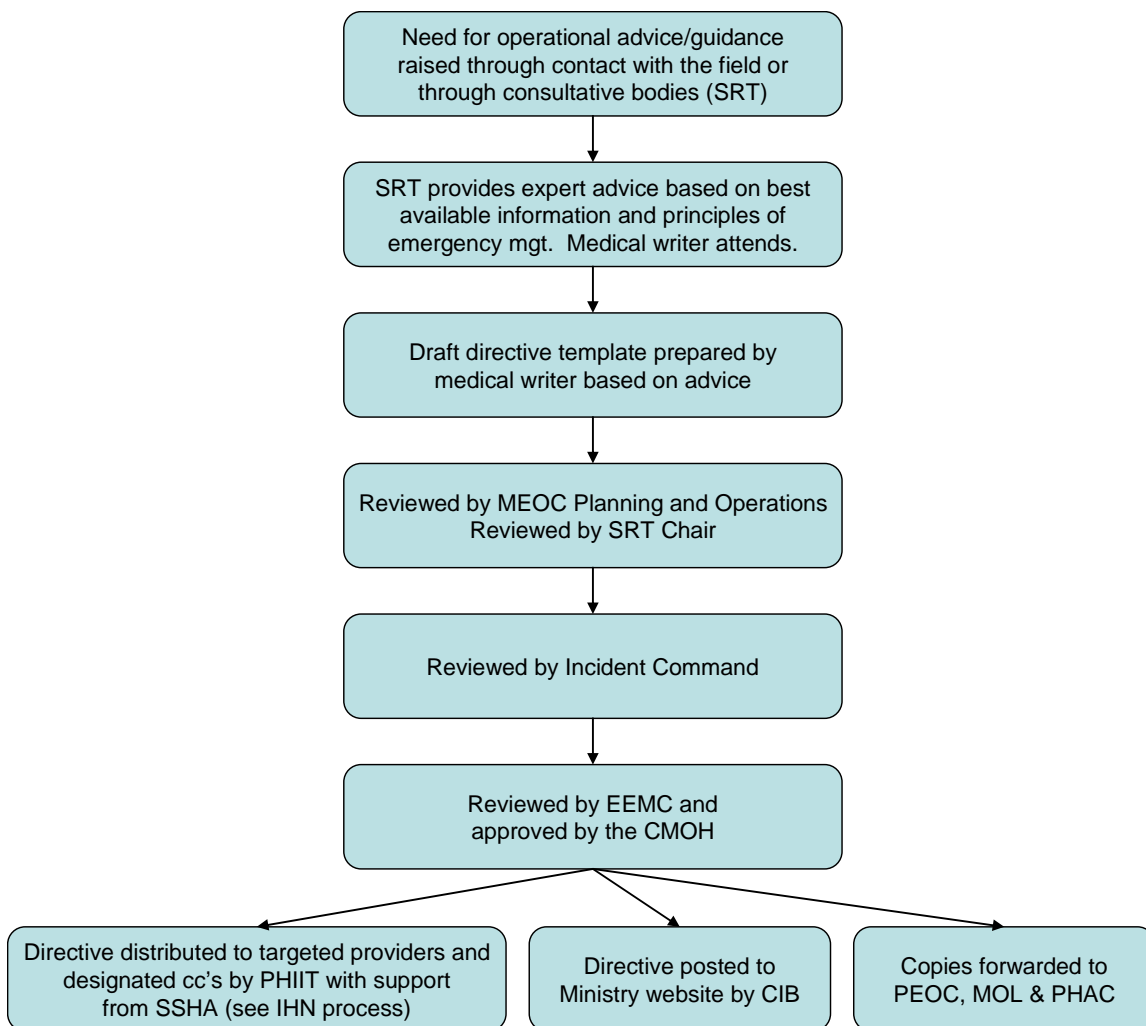 Need for operational advice/guidance
raised through contact with the field or
through consultative bodies (SRT)
SRT provides expert advice based on best
available information and principles of
emergency mgt.  Medical writer attends.
Draft directive template prepared by
medical writer based on advice
Reviewed by MEOC Planning and Operations
Reviewed by SRT Chair
Reviewed by Incident Command
Reviewed by EEMC and
approved by the CMOH
Directive distributed to targeted providers and
designated cc's by PHIIT with support
from SSHA (see IHN process)
Directive posted to
Ministry website by CIB
Copies forwarded to
PEOC, MOL & PHAC